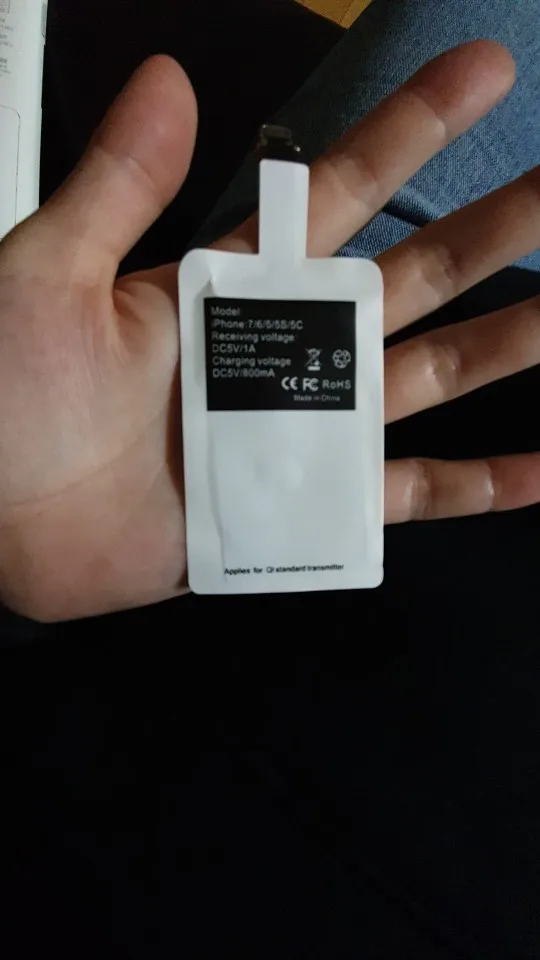 Model
iPhone:7/6/5/5S/5C
Receiving voltage
DC5V/1A
Charging voltage
DC5V/800mA
CE FC RoHS
Made in China
Applies for QI standard transmitter